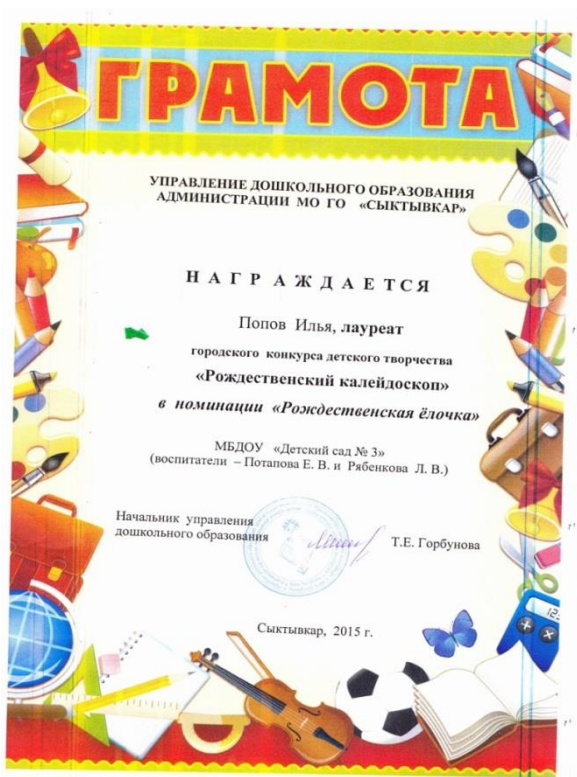 ГРАМОТА
УПРАВЛЕНИЕ ДОШКОЛЬНОГО ОБРАЗОВАНИЯ
АДМИНИСТРАЦИИ МО ГО «СЫКТЫВКАР»
НАГРАЖДАЕТСЯ
Попов Илья, лауреат
городского конкурса детского творчества
«Рождественский калейдоскоп»
в номинации «Рождественская ёлочка»
МБДОУ «Детский сад № 3»
(воспитатели – Потапова Е. В. и Рябенкова Л. В.)
Начальник управления
дошкольного образования
Т.Е. Горбунова
Сыктывкар, 2015 г.